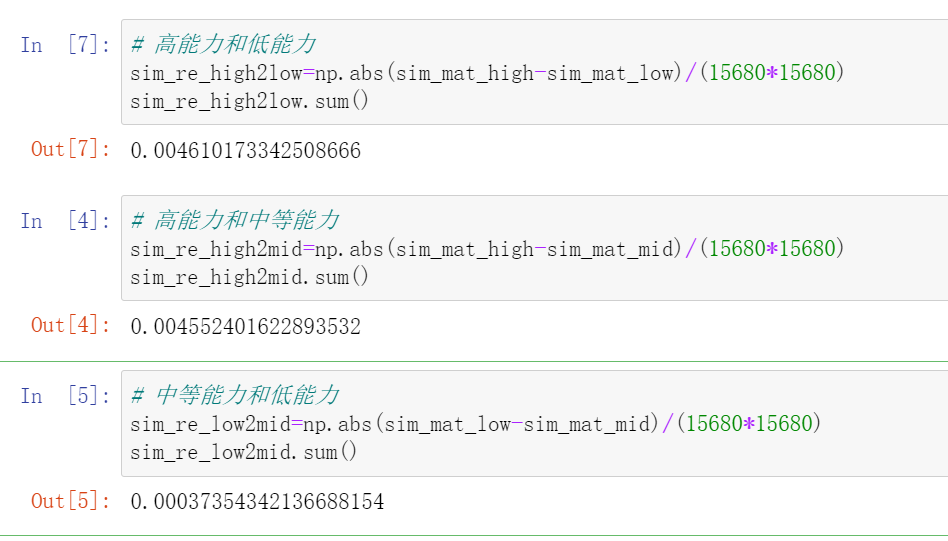 In [7]: # 高能力和低能力
sim_re_high2low=np.abs(sim_mat_high-sim_mat_low)/(15680*15680)
sim_re_high2low.sum()
Out[7]: 0.004610173342508666
In [4]: # 高能力和中等能力
sim_re_high2mid=np.abs(sim_mat_high-sim_mat_mid)/(15680*15680)
sim_re_high2mid.sum()
Out[4]: 0.004552401622893532
In [5]: # 中等能力和低能力
sim_re_low2mid=np.abs(sim_mat_low-sim_mat_mid)/(15680*15680)
sim_re_low2mid.sum()
Out[5]: 0.00037354342136688154